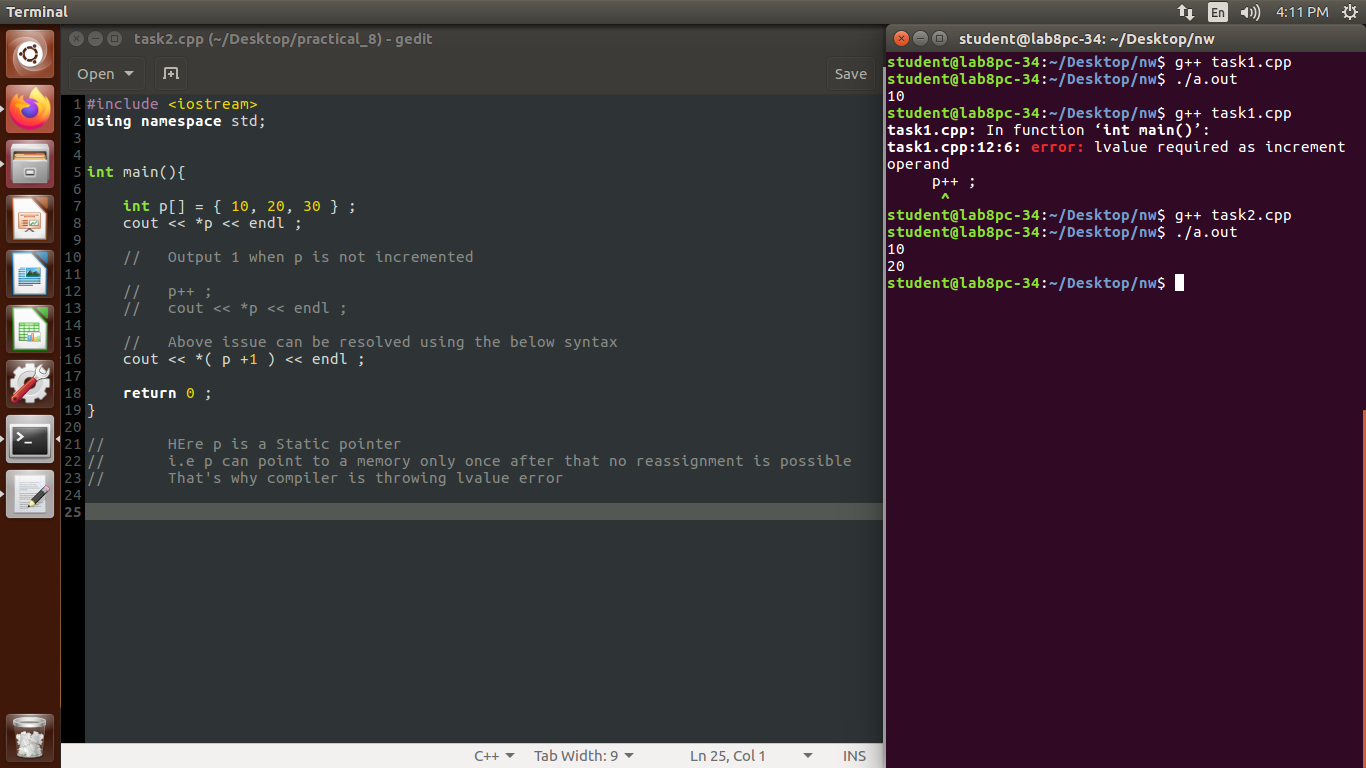 Terminal
En
4:11 PM
task2.cpp (~/Desktop/practical_8) - gedit
Open
Save
1 #include <iostream>
2 using namespace std;
3
4
5 int main(){
6
7     int p[] = { 10, 20, 30 } ;
8     cout << *p << endl ;
9
10     //   Output 1 when p is not incremented
11
12     //   p++ ;
13     //   cout << *p << endl ;
14
15     //   Above issue can be resolved using the below syntax
16     cout << *( p +1 ) << endl ;
17
18     return 0 ;
19 }
20
21 //       HEre p is a Static pointer
22 //       i.e p can point to a memory only once after that no reassignment is possible
23 //       That's why compiler is throwing lvalue error
24
25
C++
Tab Width: 9
Ln 25, Col 1
INS
student@lab8pc-34: ~/Desktop/nw
student@lab8pc-34:~/Desktop/nw$ g++ task1.cpp
student@lab8pc-34:~/Desktop/nw$ ./a.out
10
student@lab8pc-34:~/Desktop/nw$ g++ task1.cpp
task1.cpp: In function ‘int main()’:
task1.cpp:12:6: error: lvalue required as increment
operand
     p++ ;
      ^
student@lab8pc-34:~/Desktop/nw$ g++ task2.cpp
student@lab8pc-34:~/Desktop/nw$ ./a.out
10
20
student@lab8pc-34:~/Desktop/nw$